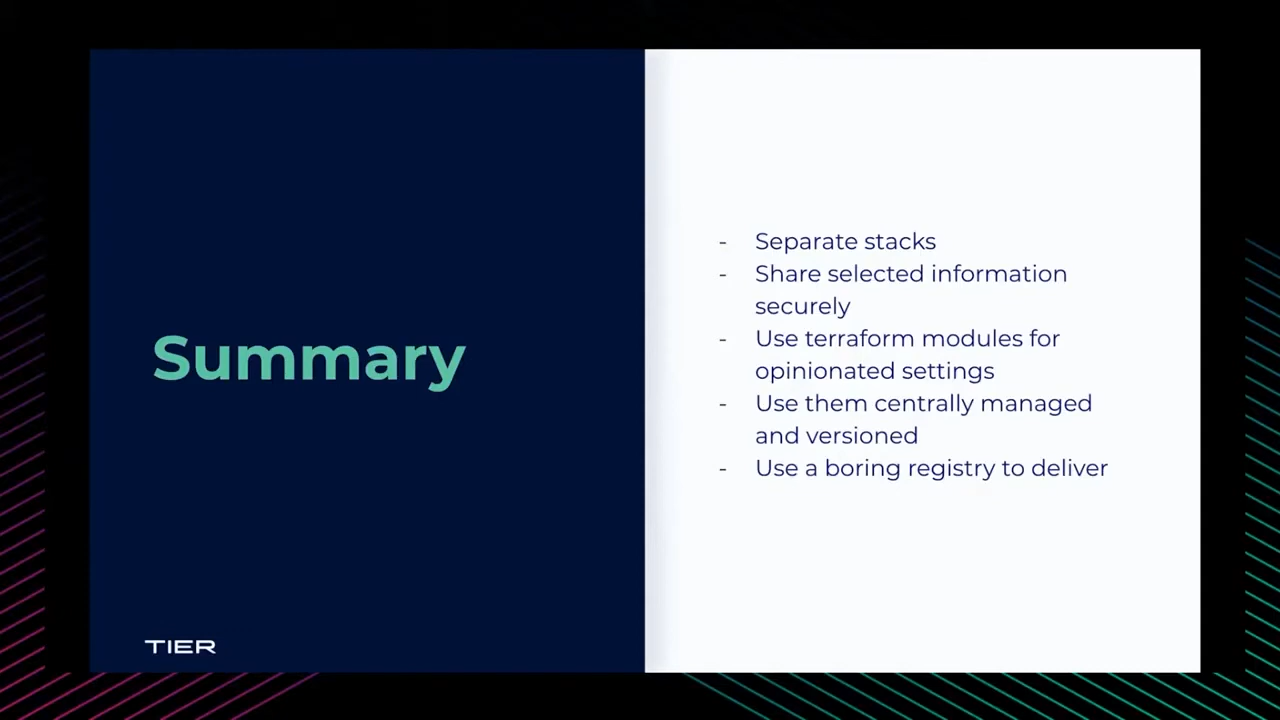 Summary
- Separate stacks
- Share selected information
securely
- Use terraform modules for
opinionated settings
- Use them centrally managed
and versioned
- Use a boring registry to deliver
TIER